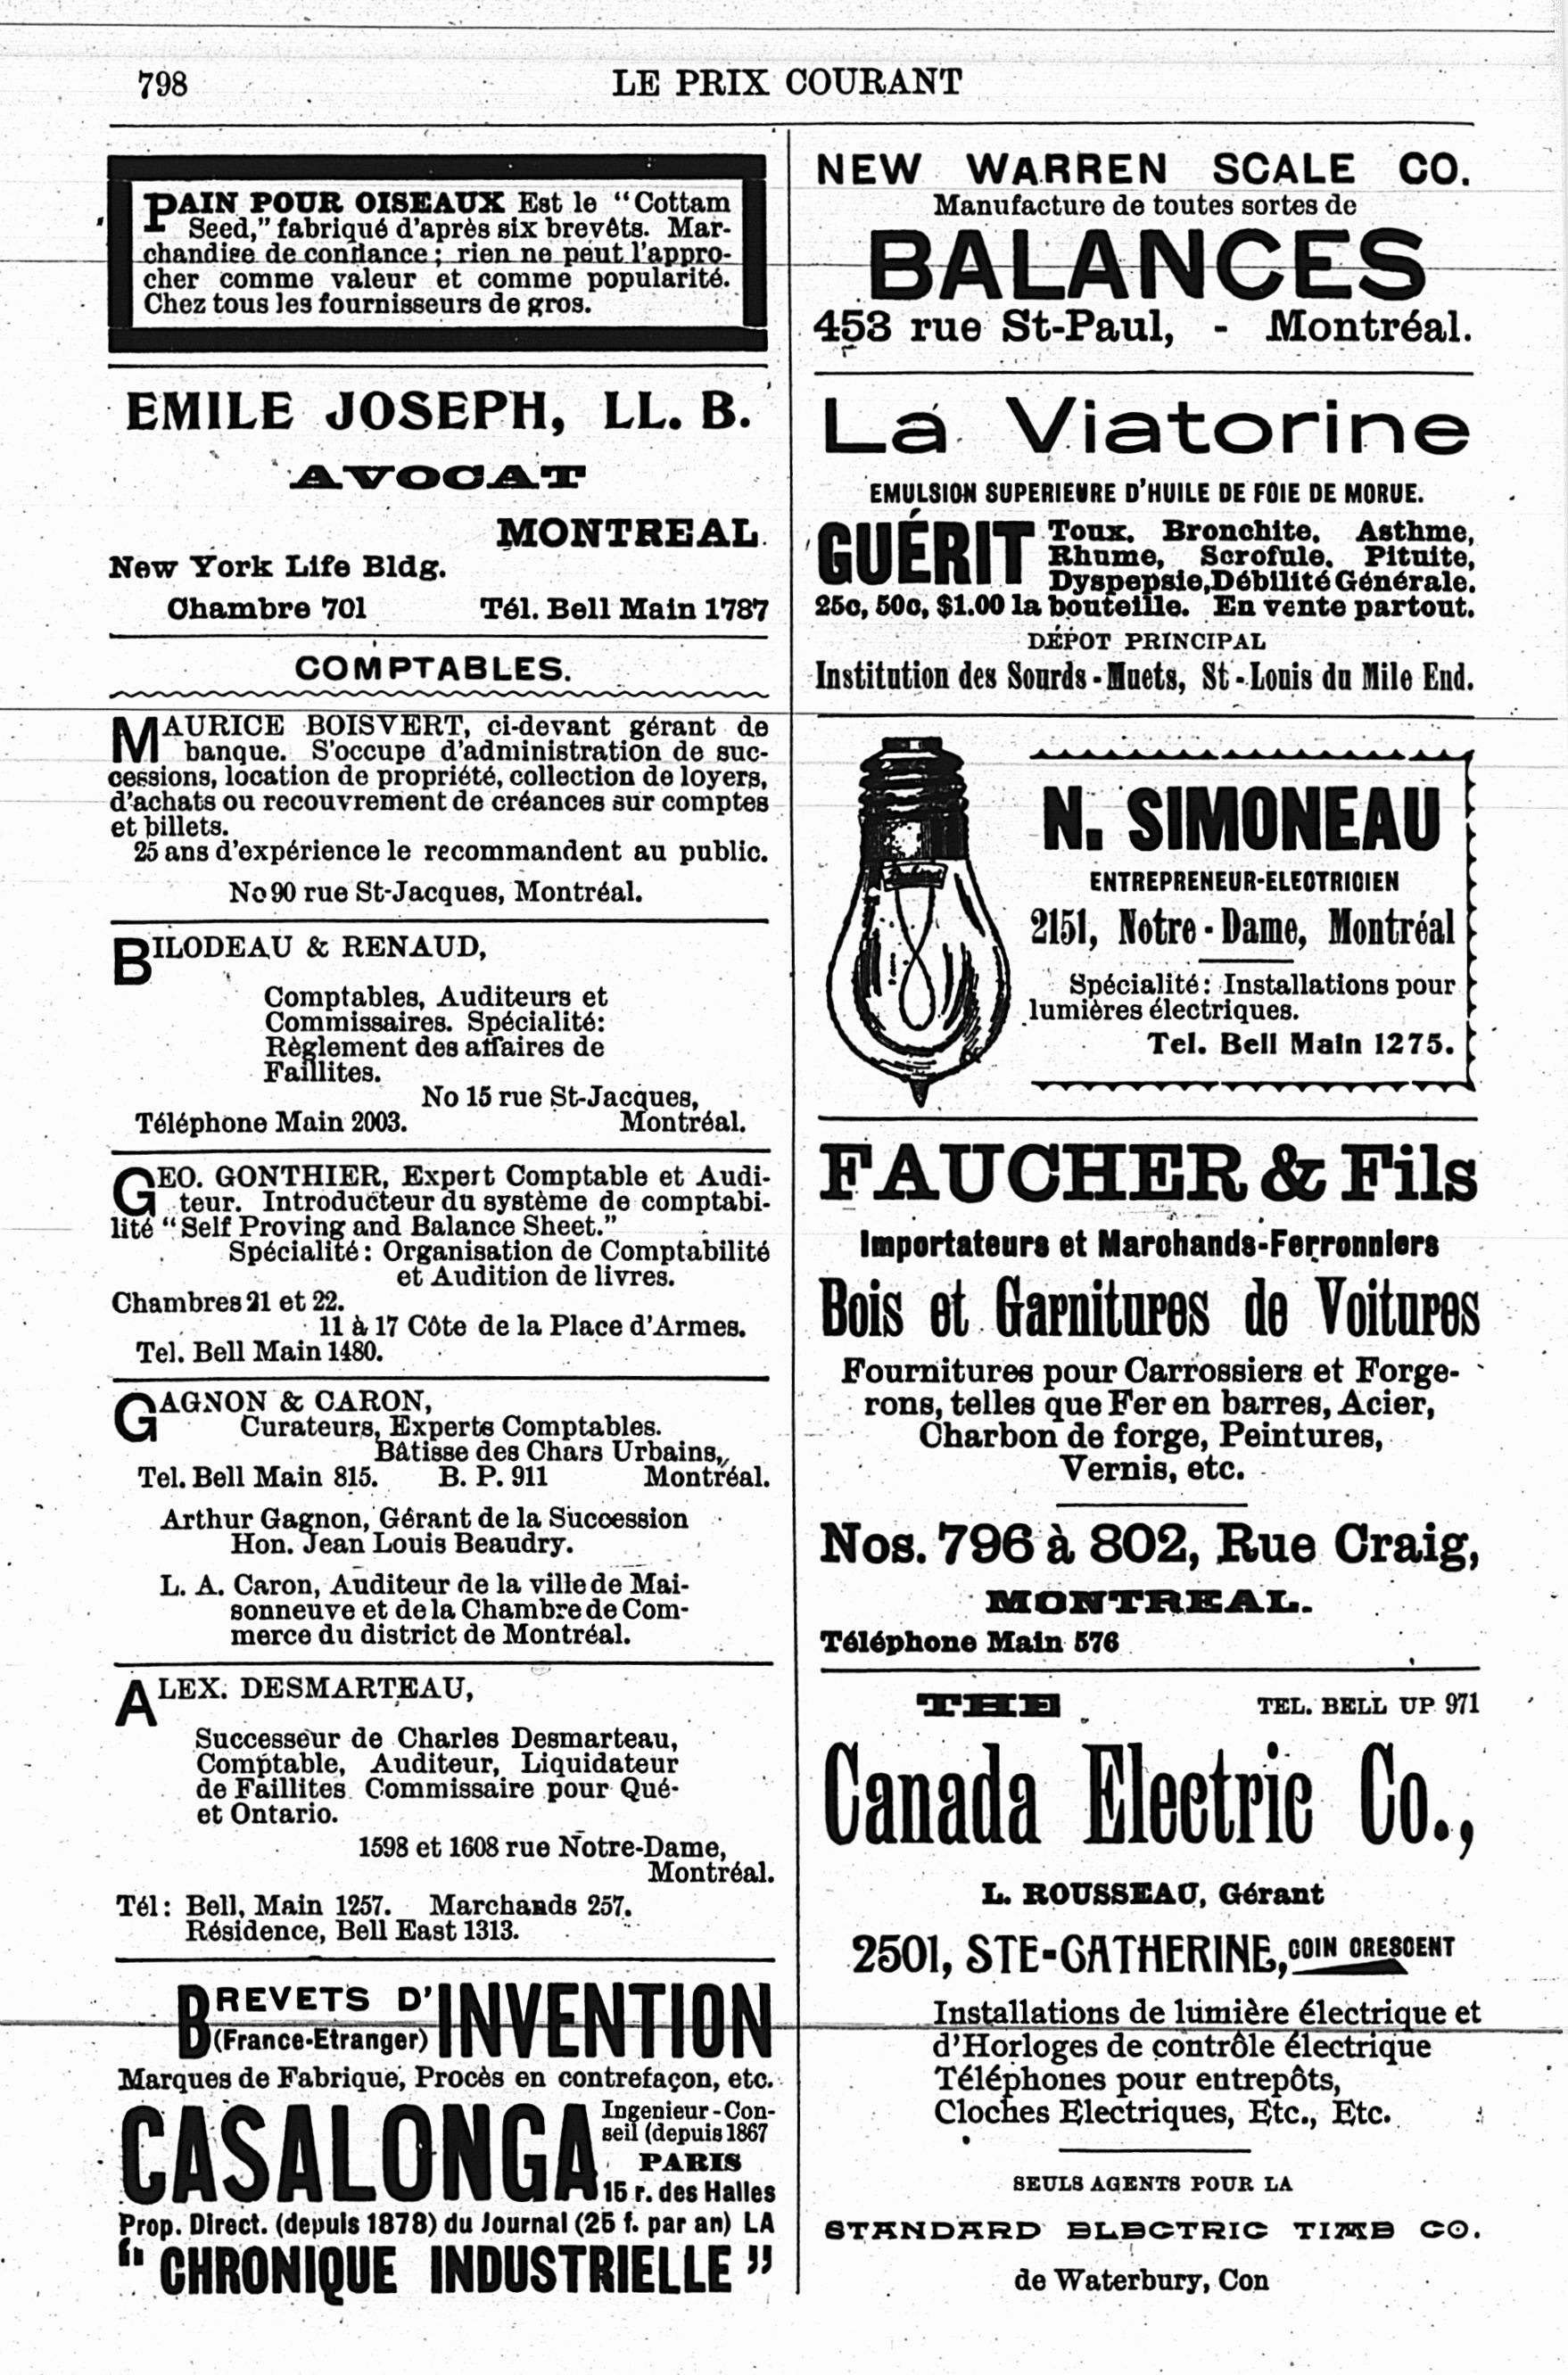 798
LE PRIX COURANT
PAIN POUR OISEAUX Est le "Cottam
Seed," fabriqué d'après six brevêts. Mar-
chandise de confiance; rien ne peut l'appro-
cher comme valeur et comme popularité.
Chez tous les fournisseurs de gros.
EMILE JOSEPH, LL. B.
AVOCAT
MONTREAL
New York Life Bldg.
Chambre 701 Tél. Bell Main 1787
COMPTABLES.
MAURICE BOISVERT, ci-devant gérant de
banque. S'occupe d'administration de suc-
cessions, location de propriété, collection de loyers,
d'achats ou recouvrement de créances sur comptes
et billets.
25 ans d'expérience le recommandent au public.
No 90 rue St-Jacques, Montréal.
BILODEAU & RENAUD,
Comptables, Auditeurs et
Commissaires. Spécialité:
Règlement des affaires de
Faillites.
No 15 rue St-Jacques,
Téléphone Main 2003. Montréal.
GEO. GONTHIER, Expert Comptable et Audi-
teur. Introducteur du système de comptabi-
lité "Self Proving and Balance Sheet."
Spécialité: Organisation de Comptabilité
et Audition de livres.
Chambres 21 et 22.
11 à 17 Côte de la Place d'Armes.
Tel. Bell Main 1480.
GAGNON & CARON,
Curateurs, Experts Comptables.
Bâtisse des Chars Urbains,
Tel. Bell Main 815. B. P. 911 Montréal.
Arthur Gagnon, Gérant de la Succession
Hon. Jean Louis Beaudry.
L. A. Caron, Auditeur de la ville de Mai-
sonneuve et de la Chambre de Com-
merce du district de Montréal.
ALEX. DESMARTEAU,
Successeur de Charles Desmarteau,
Comptable, Auditeur, Liquidateur
de Faillites. Commissaire pour Qué-
et Ontario.
1598 et 1608 rue Notre-Dame,
Montréal.
Tél: Bell, Main 1257. Marchands 257.
Résidence, Bell East 1313.
BREVETS D'INVENTION
(France-Etranger)
Marques de Fabrique, Procès en contrefaçon, etc.
CASALONGA Ingenieur-Con-
seil (depuis 1867
PARIS
15 r. des Halles
Prop. Direct. (depuis 1878) du Journal (25 f. par an) LA
"CHRONIQUE INDUSTRIELLE"
NEW WARREN SCALE CO.
Manufacture de toutes sortes de
BALANCES
453 rue St-Paul, - Montréal.
La Viatorine
EMULSION SUPERIEURE D'HUILE DE FOIE DE MORUE.
GUÉRIT Toux. Bronchite. Asthme,
Rhume, Scrofule. Pituite,
Dyspepsie, Débilité Générale.
25c, 50c, $1.00 la bouteille. En vente partout.
DÉPOT PRINCIPAL
Institution des Sourds-Muets, St-Louis du Mile End.
N. SIMONEAU
ENTREPRENEUR-ELECTRICIEN
2151, Notre-Dame, Montréal
Spécialité: Installations pour
lumières électriques.
Tel. Bell Main 1275.
FAUCHER & Fils
Importateurs et Marchands-Ferronniers
Bois et Garnitures de Voitures
Fournitures pour Carrossiers et Forge-
rons, telles que Fer en barres, Acier,
Charbon de forge, Peintures,
Vernis, etc.
Nos. 796 à 802, Rue Craig,
MONTREAL.
Téléphone Main 576
THE TEL. BELL UP 971
Canada Electric Co.,
L. ROUSSEAU, Gérant
2501, STE-CATHERINE, COIN CRESCENT
Installations de lumière électrique et
d'Horloges de contrôle électrique
Téléphones pour entrepôts,
Cloches Electriques, Etc., Etc.
SEULS AGENTS POUR LA
STANDARD ELECTRIC TIME CO.
de Waterbury, Con